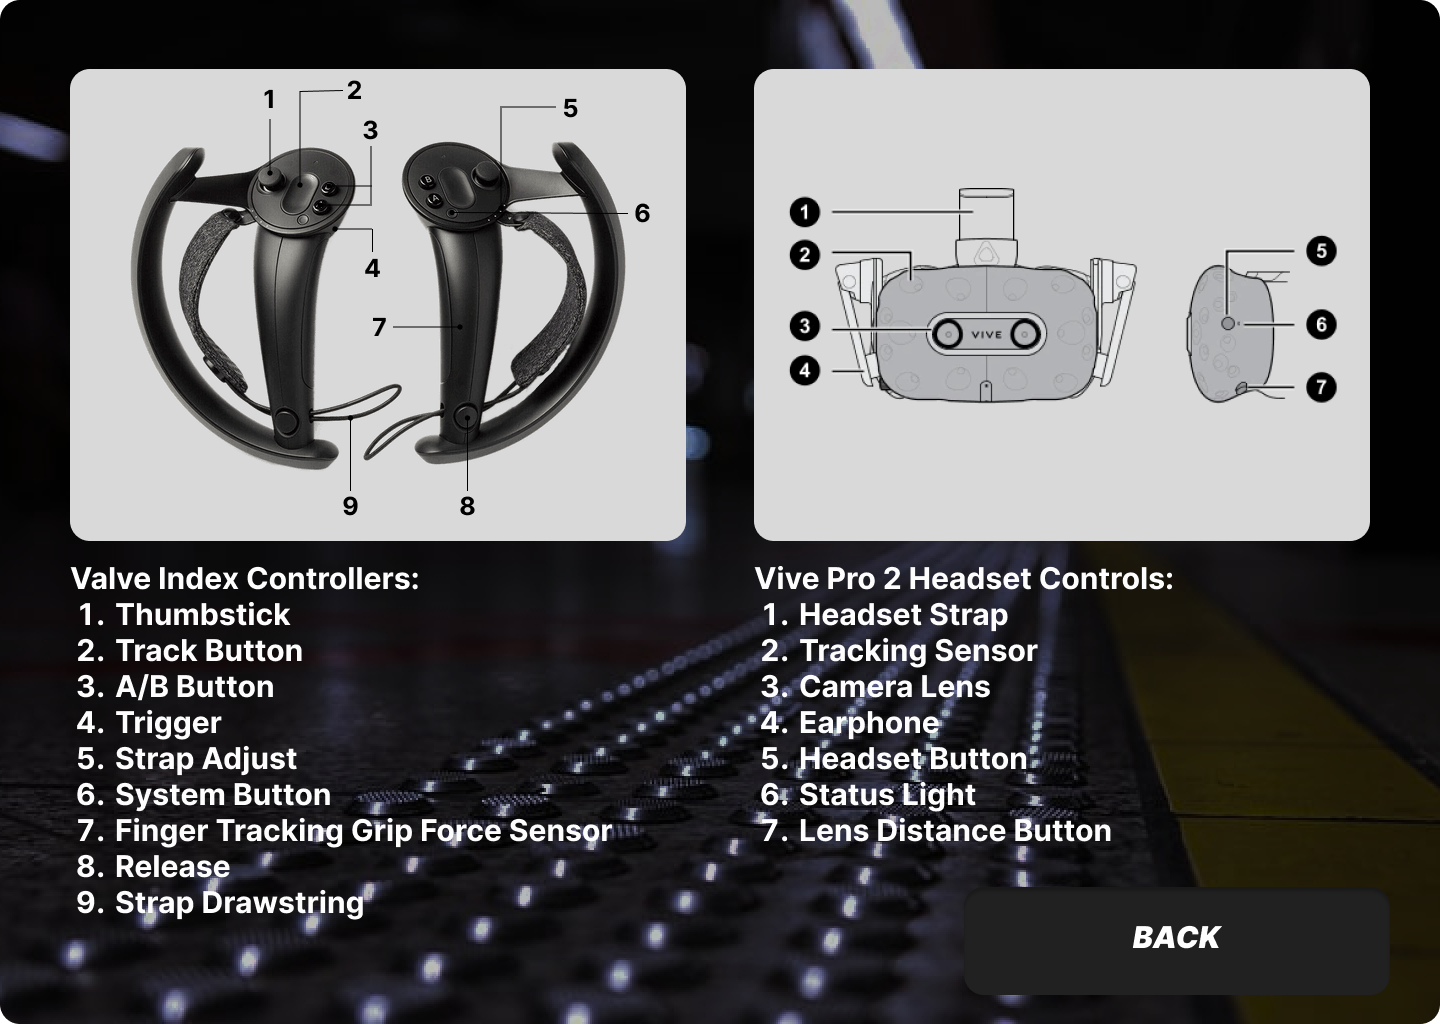 1
2
3
4
5
6
7
8
9
B
A
1
2
3
4
5
6
7
VIVE
Valve Index Controllers:
1. Thumbstick
2. Track Button
3. A/B Button
4. Trigger
5. Strap Adjust
6. System Button
7. Finger Tracking Grip Force Sensor
8. Release
9. Strap Drawstring
Vive Pro 2 Headset Controls:
1. Headset Strap
2. Tracking Sensor
3. Camera Lens
4. Earphone
5. Headset Button
6. Status Light
7. Lens Distance Button
BACK